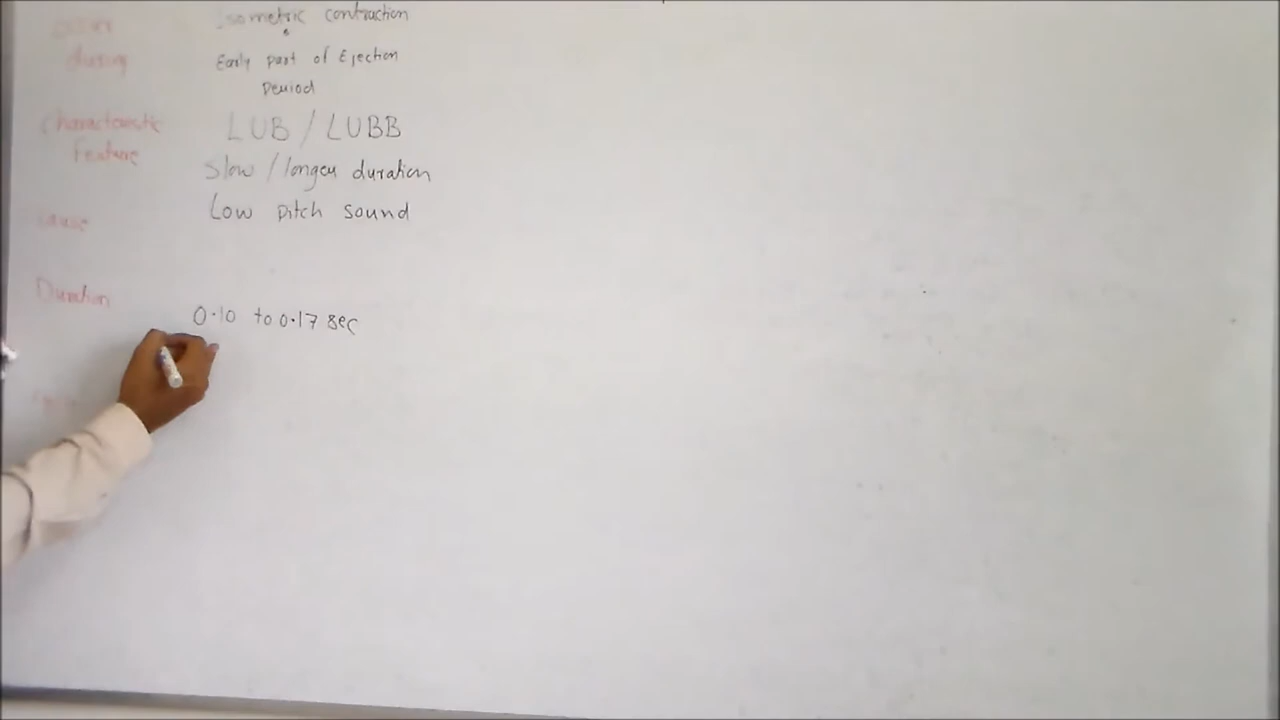 occur Isometric contraction
during Early part of Ejection
Period
characteristic LUB / LUBB
Feature Slow / longer duration
cause Low pitch sound
Duration 0.10 to 0.17 sec